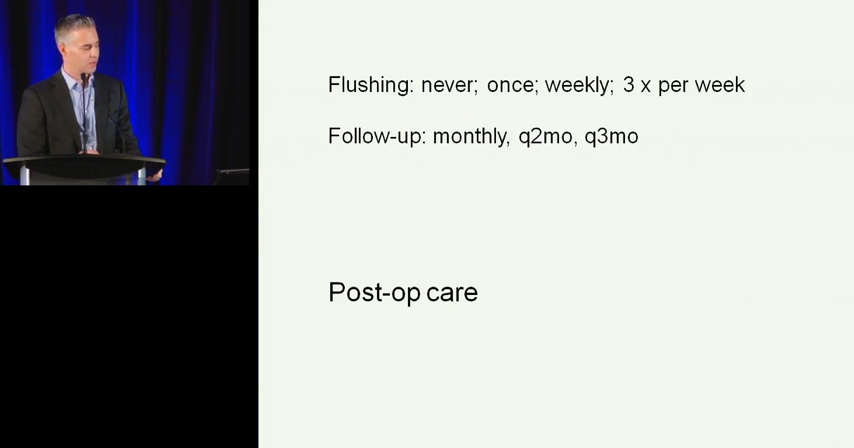 Flushing: never; once; weekly; 3 x per week
Follow-up: monthly, q2mo, q3mo
Post-op care